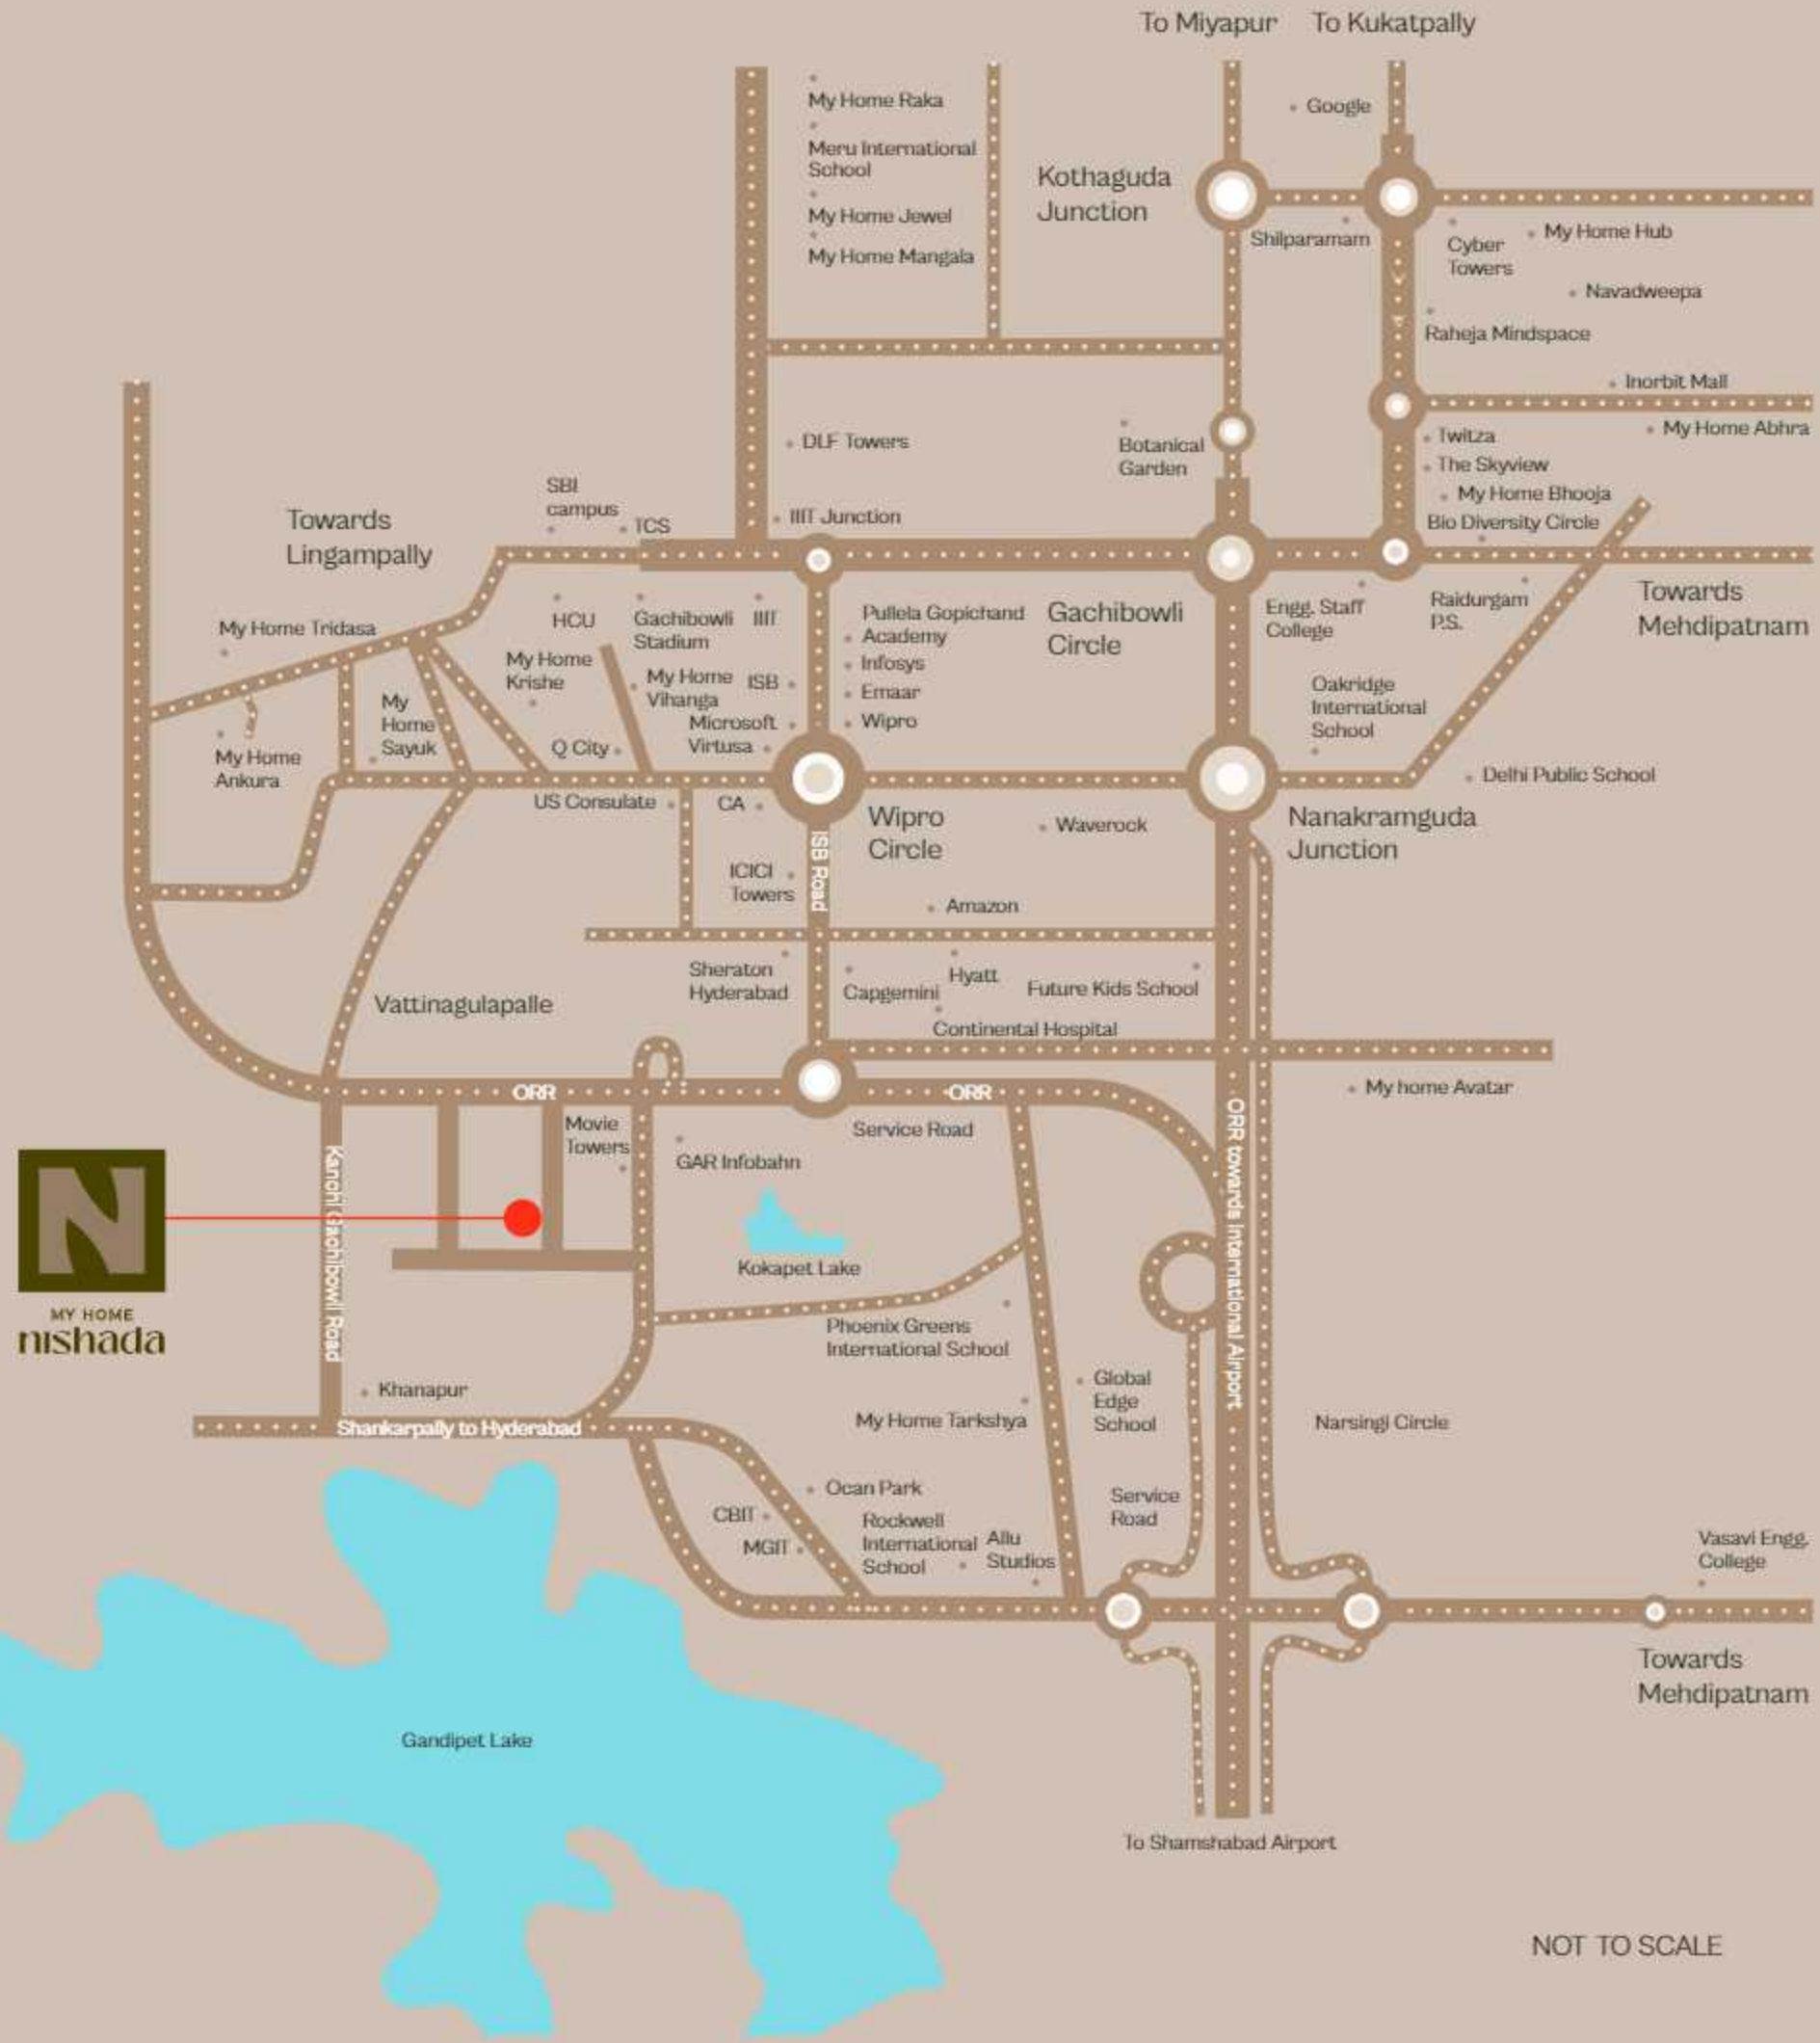 To Miyapur
To Kukatpally
My Home Raka
Google
Meru International
School
Kothaguda
Junction
My Home Jewel
My Home Mangala
Shilparamam
Cyber
Towers
My Home Hub
Navadweepa
Raheja Mindspace
Inorbit Mall
My Home Abhra
DLF Towers
Botanical
Garden
Twitza
The Skyview
My Home Bhooja
Bio Diversity Circle
SBI
campus
TCS
IIIT Junction
Towards
Lingampally
HCU
Gachibowli
Stadium
IIIT
Pullela Gopichand
Academy
Infosys
Emaar
Wipro
Gachibowli
Circle
Engg. Staff
College
Raidurgam
P.S.
Towards
Mehdipatnam
My Home Tridasa
My Home
Krishe
My Home
Vihanga
ISB
Microsoft
Virtusa
Oakridge
International
School
My
Home
Sayuk
Q City
My Home
Ankura
Delhi Public School
US Consulate
CA
Wipro
Circle
Waverock
Nanakramguda
Junction
ISB Road
ICICI
Towers
Amazon
Sheraton
Hyderabad
Capgemini
Hyatt
Future Kids School
Vattinagulapalle
Continental Hospital
ORR
ORR
My home Avatar
Movie
Towers
Service Road
GAR Infobahn
N
MY HOME
nishada
Kandhi Gachibowli Road
Kokapet Lake
ORR towards International Airport
Phoenix Greens
International School
Khanapur
Global
Edge
School
My Home Tarkshya
Narsingi Circle
Shankarpally to Hyderabad
Ocan Park
CBIT
MGIT
Rockwell
International
School
Allu
Studios
Service
Road
Vasavi Engg.
College
Towards
Mehdipatnam
Gandipet Lake
To Shamshabad Airport
NOT TO SCALE